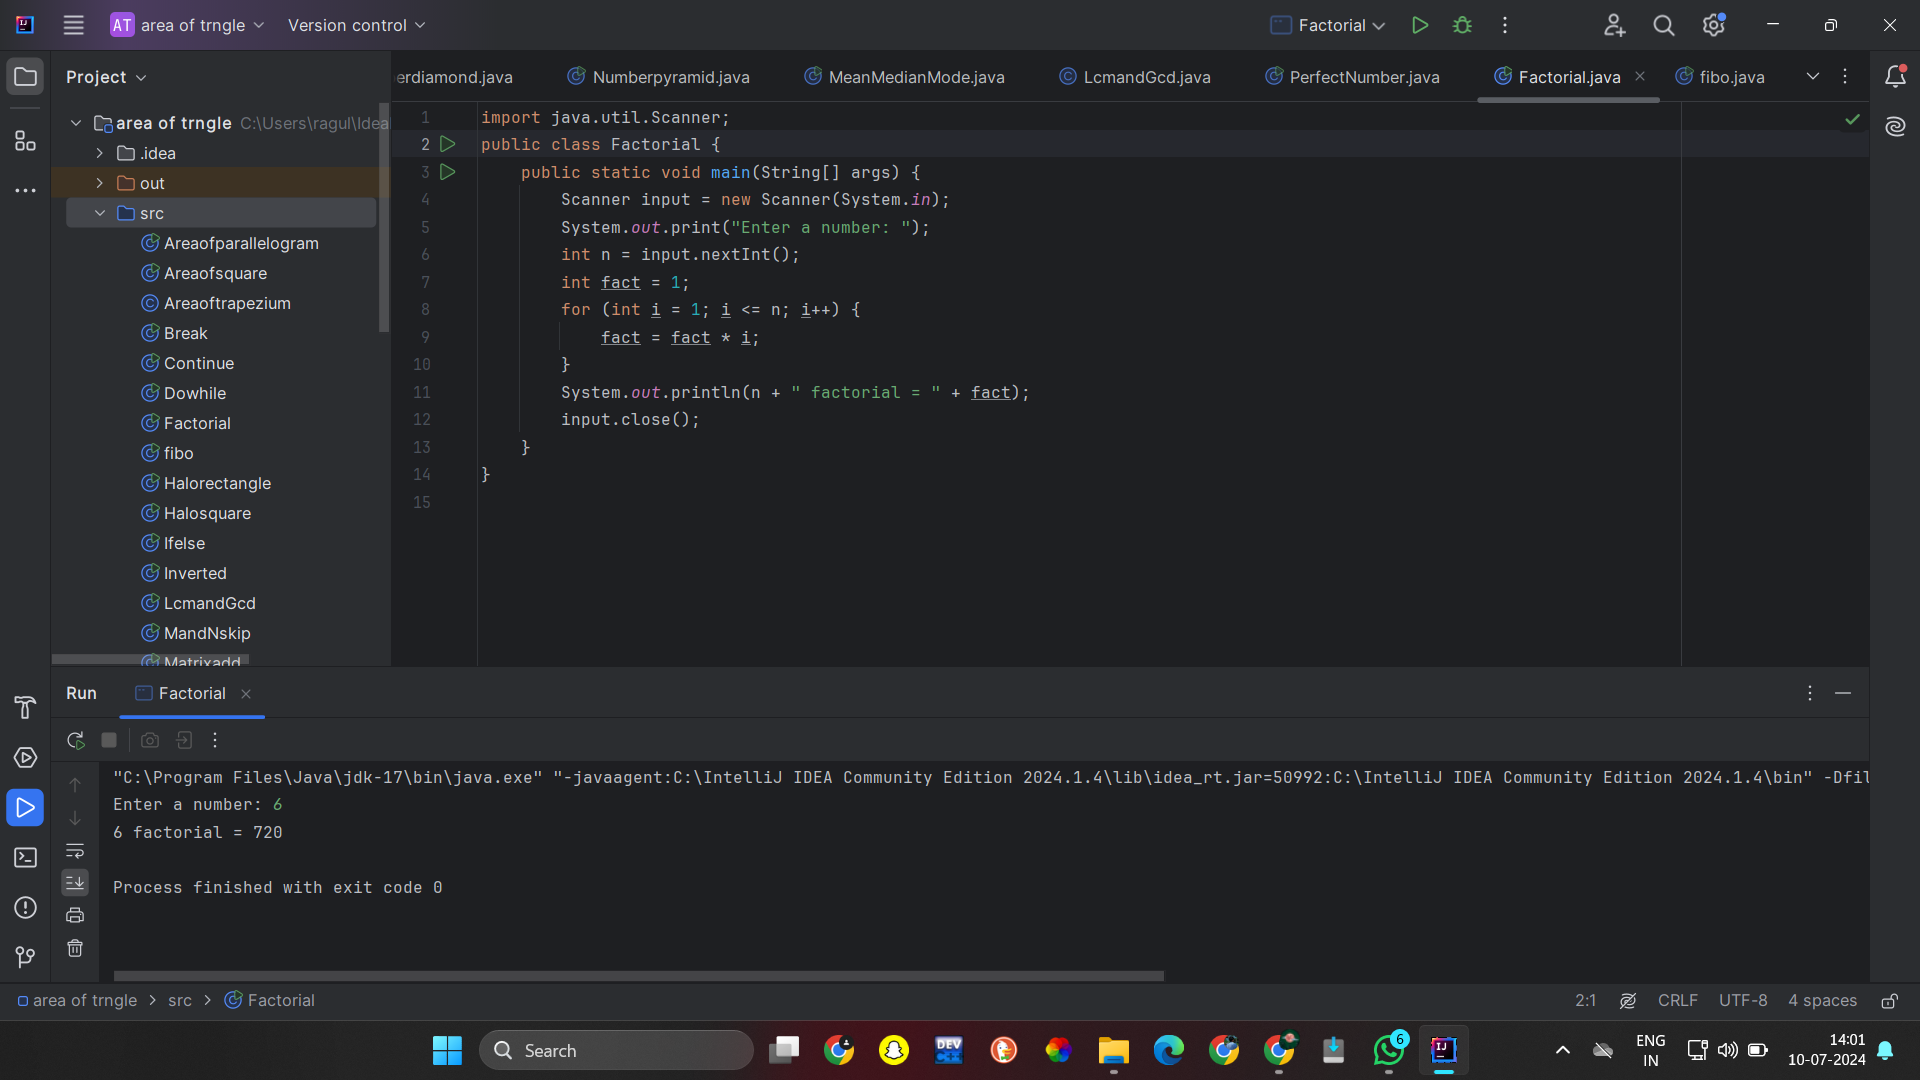 AT area of trngle Version control Factorial
Project
erdiamond.java Numberpyramid.java MeanMedianMode.java LcmandGcd.java PerfectNumber.java Factorial.java fibo.java
area of trngle C:\Users\ragul\Idea
.idea
out
src
Areaofparallelogram
Areaofsquare
Areaoftrapezium
Break
Continue
Dowhile
Factorial
fibo
Halorectangle
Halosquare
Ifelse
Inverted
LcmandGcd
MandNskip
Matrixadd
1 import java.util.Scanner;
2 public class Factorial {
3 public static void main(String[] args) {
4 Scanner input = new Scanner(System.in);
5 System.out.print("Enter a number: ");
6 int n = input.nextInt();
7 int fact = 1;
8 for (int i = 1; i <= n; i++) {
9 fact = fact * i;
10 }
11 System.out.println(n + " factorial = " + fact);
12 input.close();
13 }
14 }
15
Run Factorial
"C:\Program Files\Java\jdk-17\bin\java.exe" "-javaagent:C:\IntelliJ IDEA Community Edition 2024.1.4\lib\idea_rt.jar=50992:C:\IntelliJ IDEA Community Edition 2024.1.4\bin" -Dfil
Enter a number: 6
6 factorial = 720
Process finished with exit code 0
area of trngle > src > Factorial 2:1 CRLF UTF-8 4 spaces
Search DEV 6 IJ
ENG
IN
14:01
10-07-2024